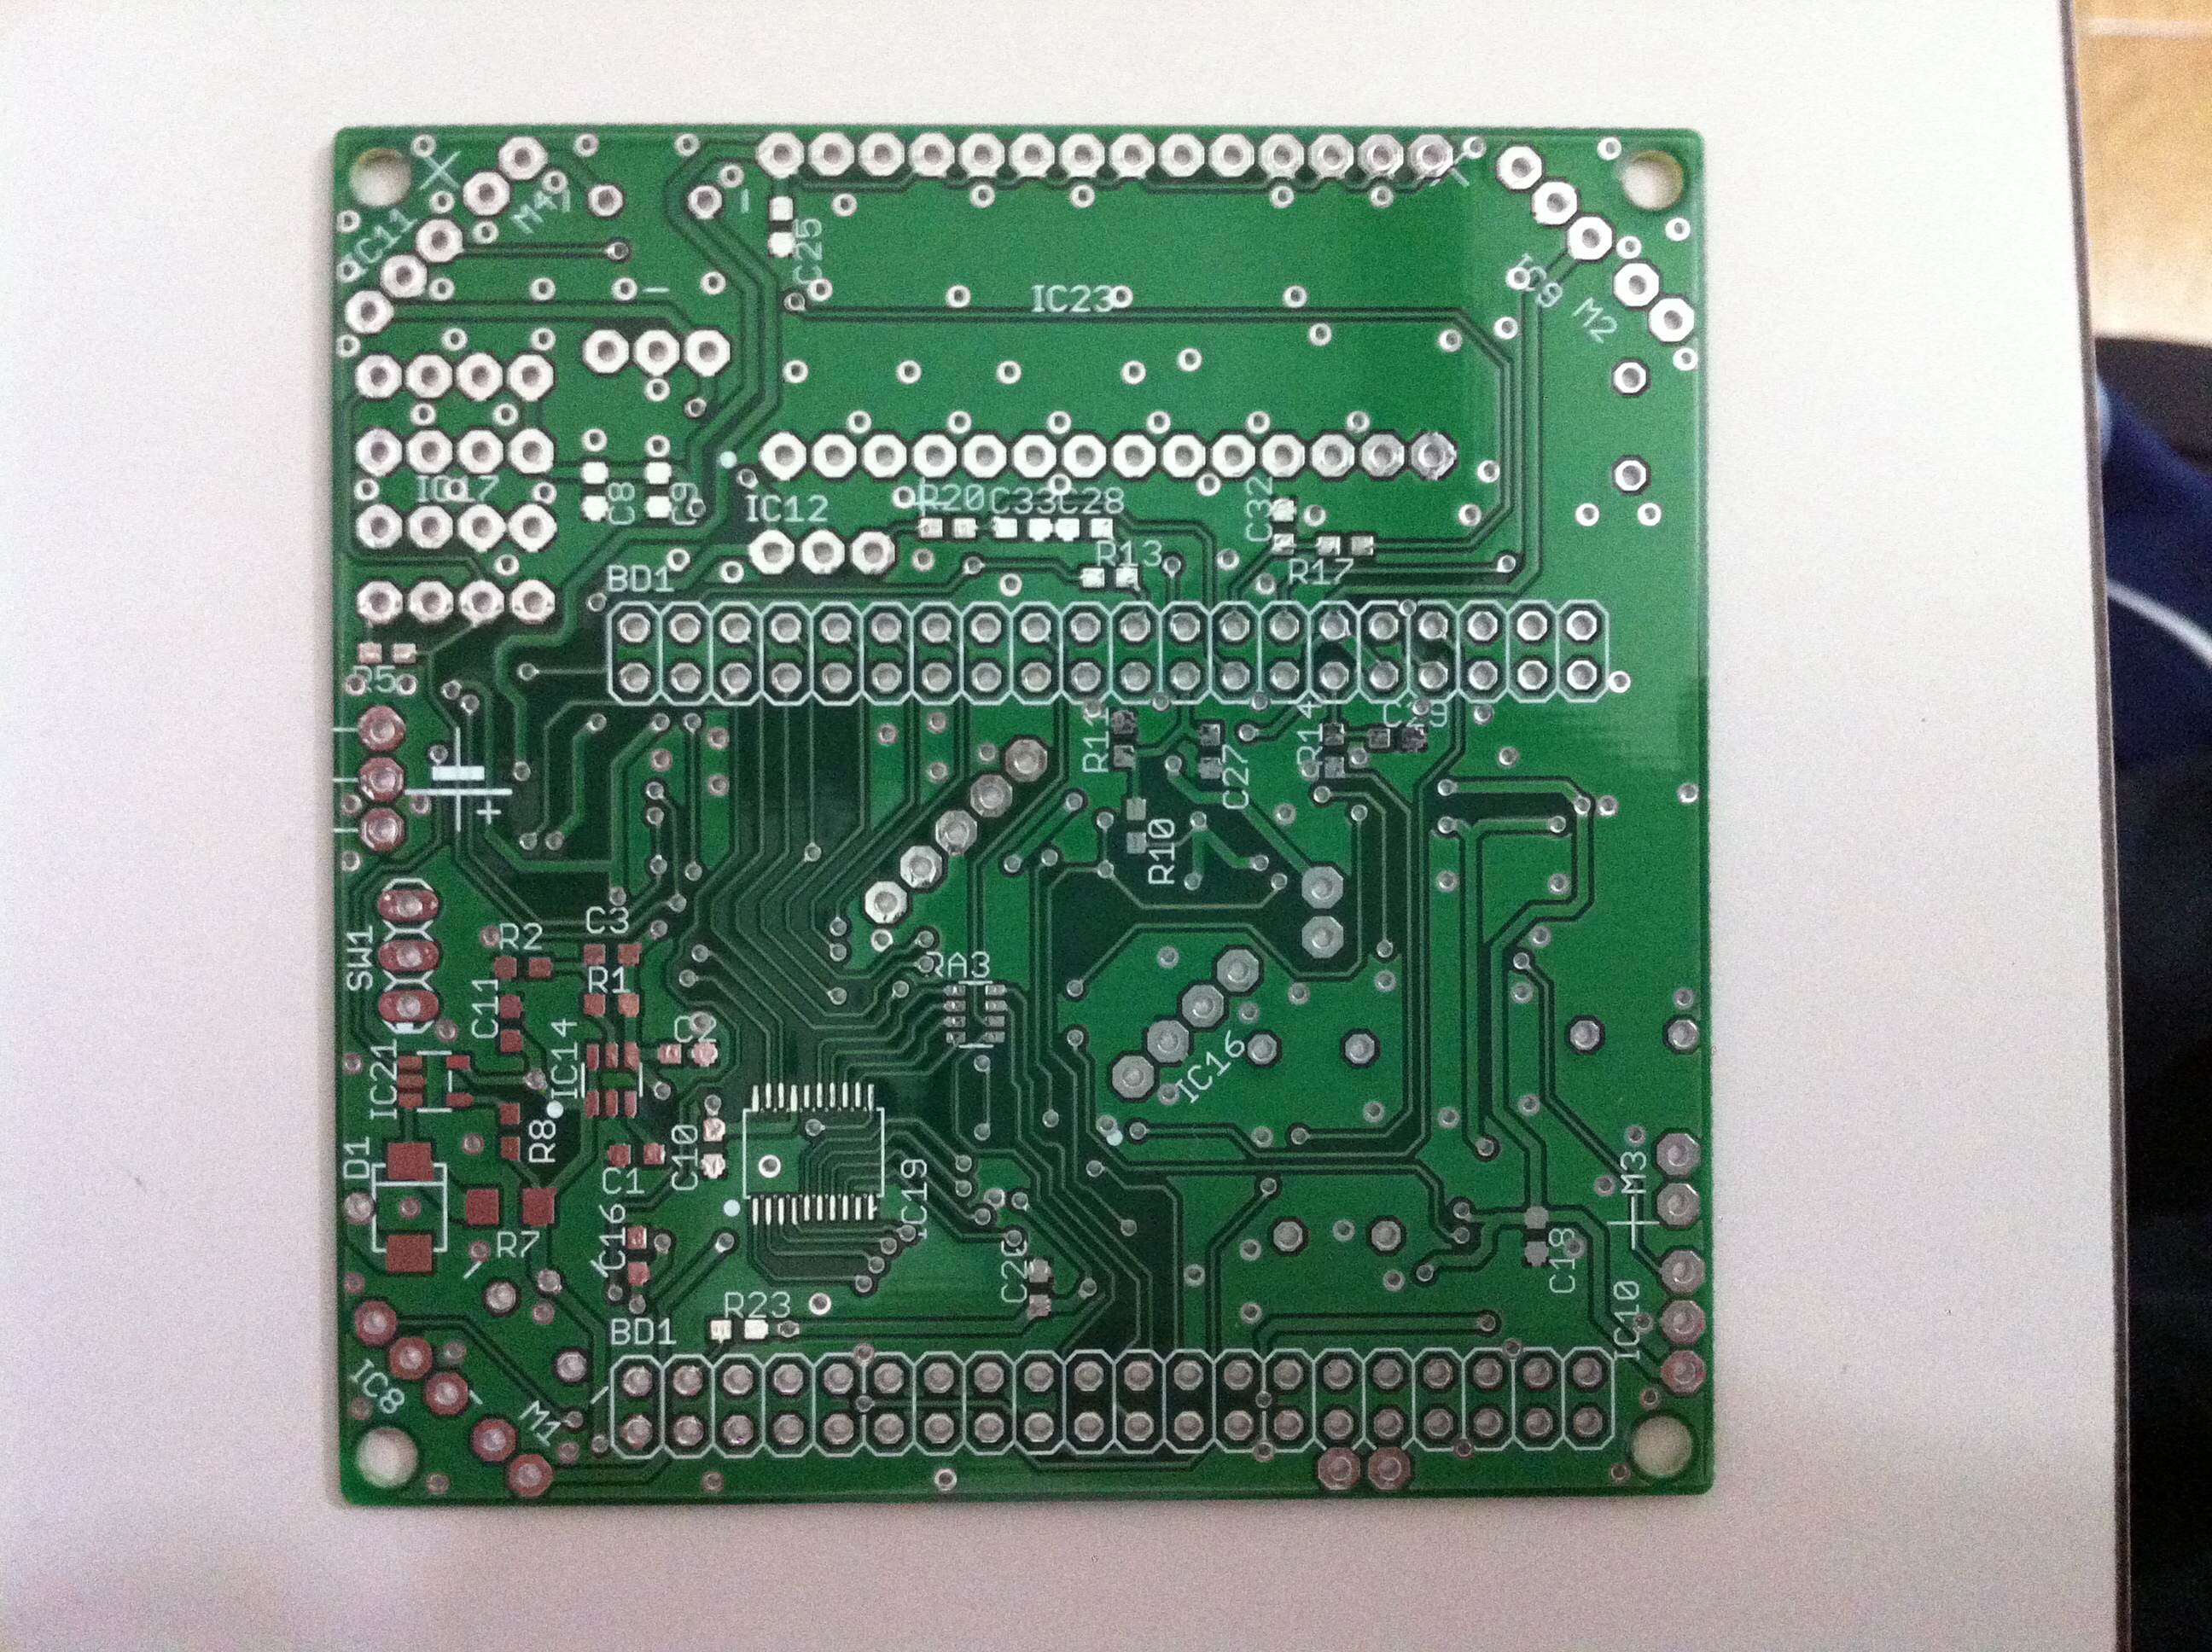 D1
SW1
IC8
IC21
R5
IC11
IC7
C11
R2
+
R7
R8
M4
M1
IC14
C16
C1
R1
C3
BD1
BD1
C8
C10
C2
C9
R23
IC12
C25
IC19
RA3
R20
C20
C33
IC23
C28
R11
R13
R10
IC16
C27
C32
R14
R17
C29
C18
IC9
M2
IC10
M3